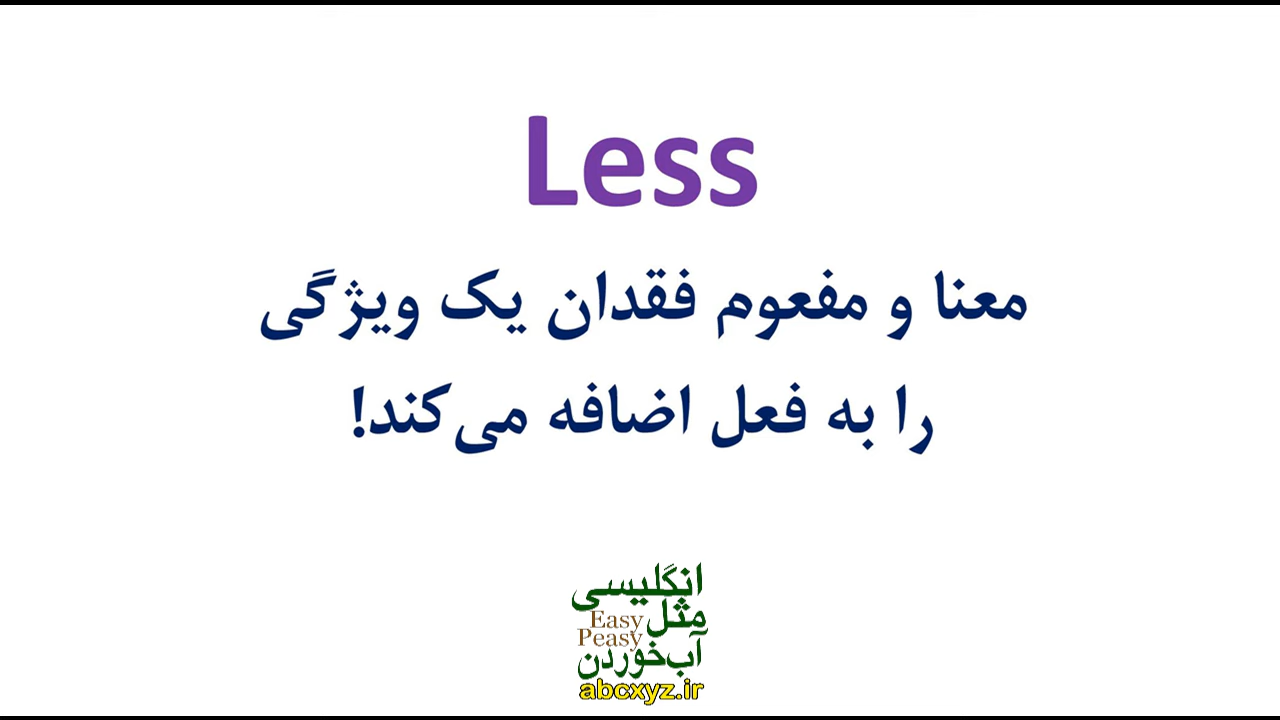 Less
معنا و مفعوم فقدان یک ویژگی
را به فعل اضافه می‌کند!
انگلیسی
مثل
Easy
Peasy
آب‌خوردن
abcxyz.ir